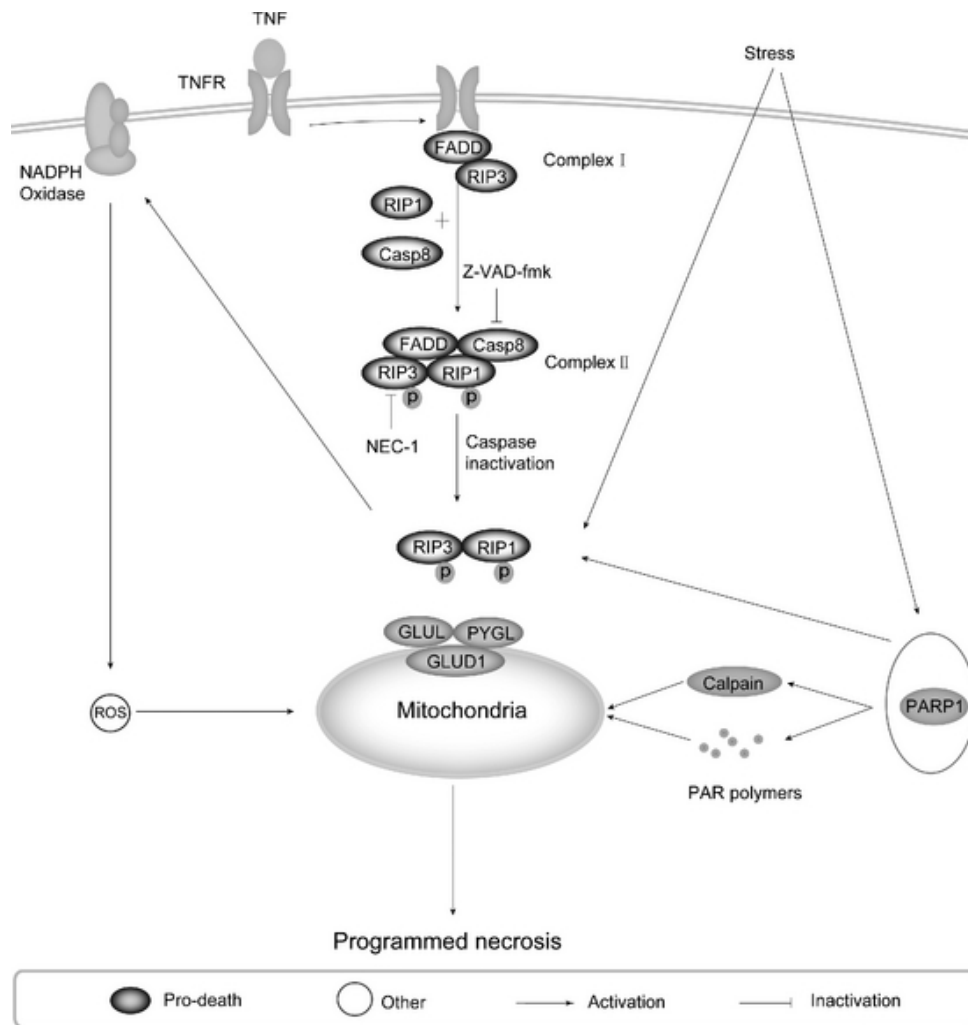 TNF
TNFR
Stress
NADPH
Oxidase
FADD
RIP3
Complex I
RIP1
+
Casp8
Z-VAD-fmk
FADD
Casp8
RIP3
RIP1
Complex II
p
p
NEC-1
Caspase
inactivation
RIP3
RIP1
p
p
GLUL
PYGL
GLUD1
Mitochondria
ROS
Calpain
PARP1
PAR polymers
Programmed necrosis
Pro-death
Other
Activation
Inactivation